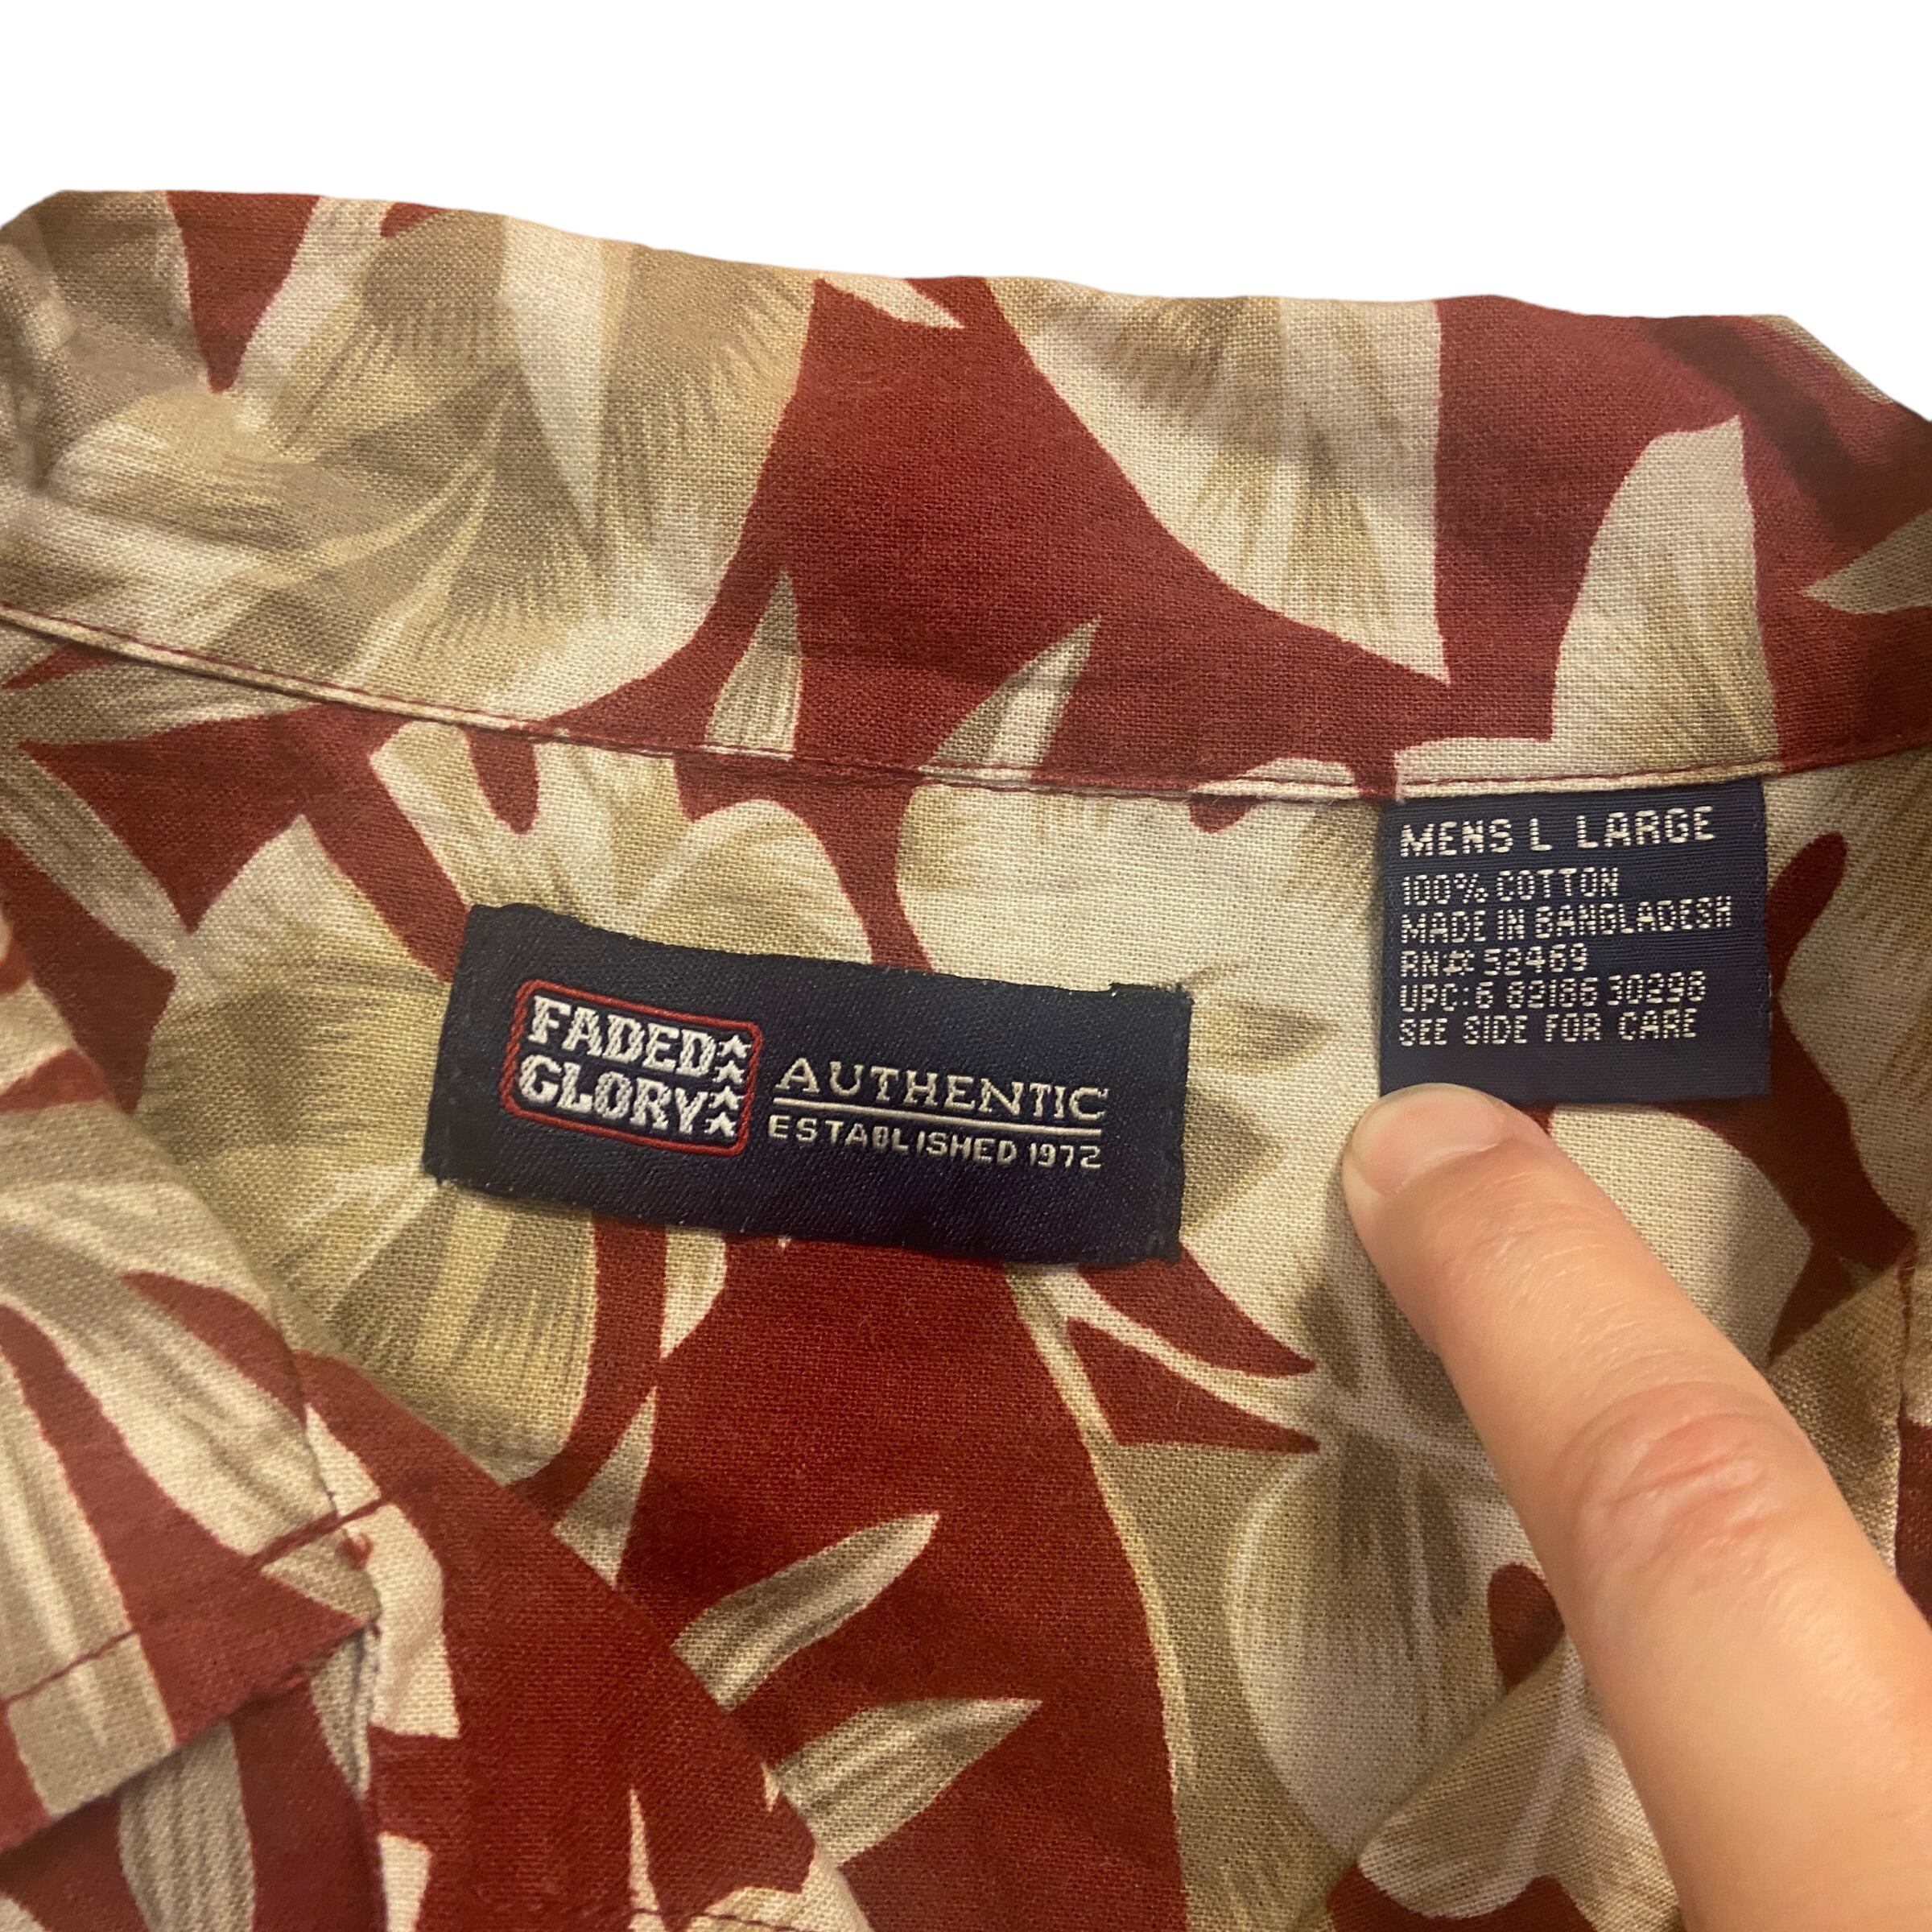 FADED
GLORY
AUTHENTIC
ESTABLISHED 1972
MENS L LARGE
100% COTTON
MADE IN BANGLADESH
RN#: 52469
UPC: 6 82186 30298
SEE SIDE FOR CARE